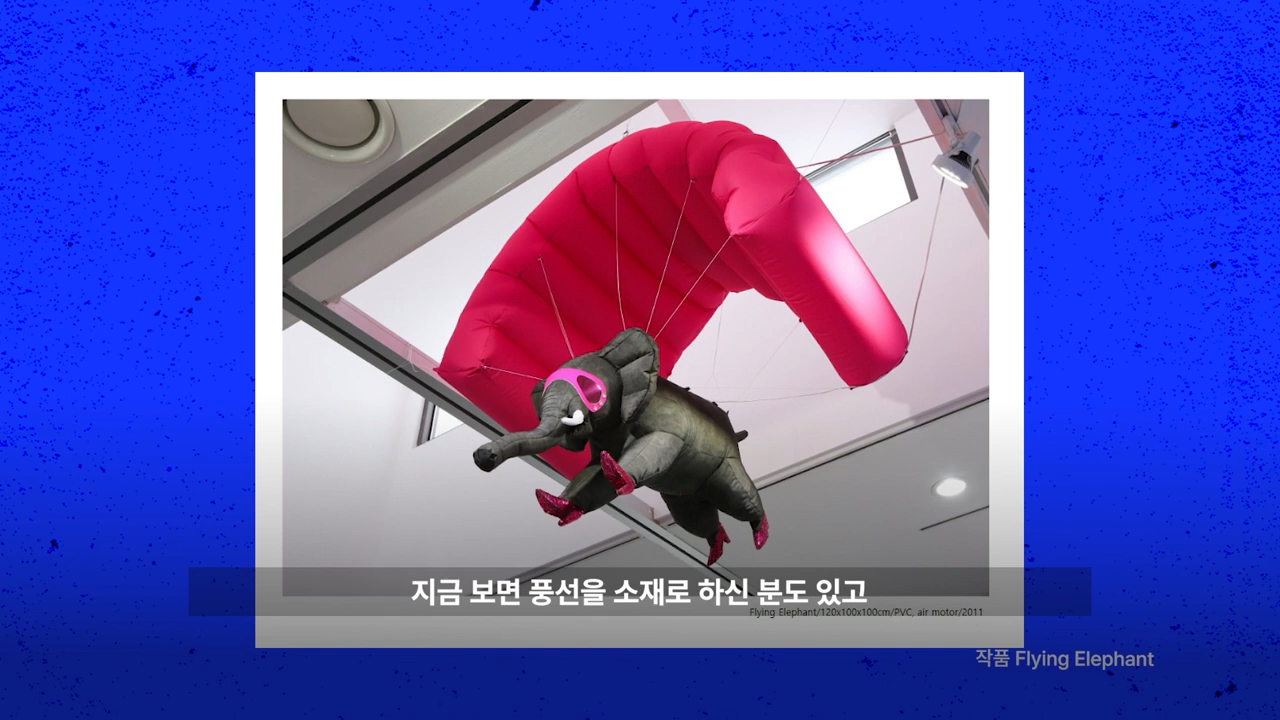 지금 보면 풍선을 소재로 하신 분도 있고
Flying Elephant/120x100x100cm/PVC, air motor/2011
작품 Flying Elephant